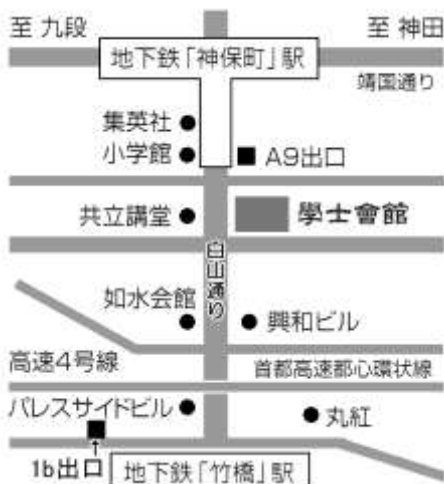 至 九段
至 神田
地下鉄「神保町」駅
靖国通り
集英社
小学館
A9出口
共立講堂
學士會館
白山通り
如水会館
興和ビル
高速4号線
首都高速都心環状線
パレスサイドビル
丸紅
1b出口
地下鉄「竹橋」駅